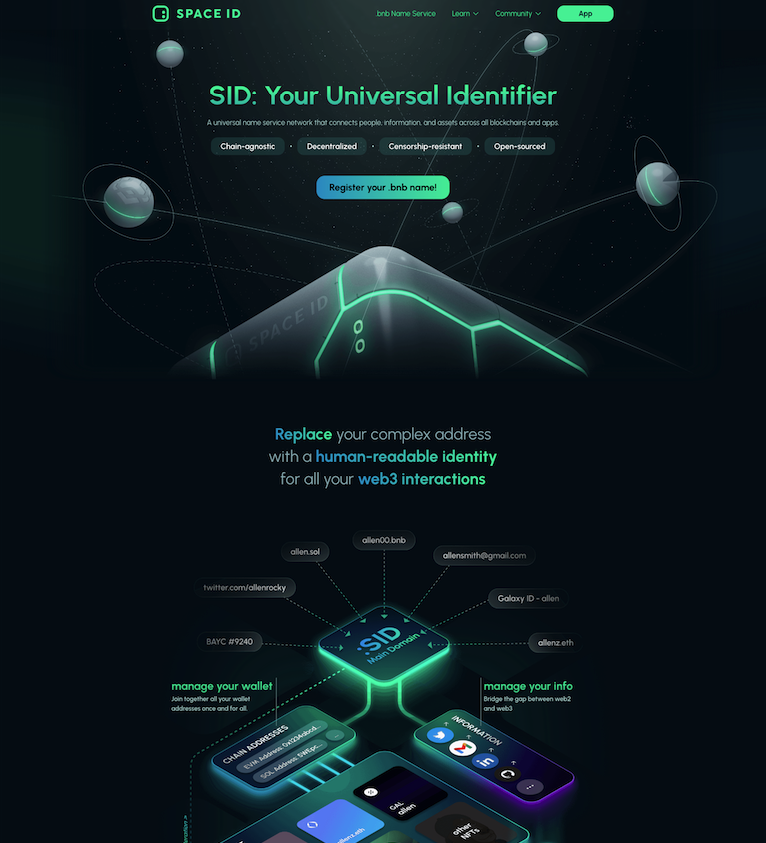 SPACE ID
.bnb Name Service
Learn
Community
App
SID: Your Universal Identifier
A universal name service network that connects people, information, and assets across all blockchains and apps.
Chain-agnostic
Decentralized
Censorship-resistant
Open-sourced
Register your .bnb name!
SPACE ID
Replace your complex address
with a human-readable identity
for all your web3 interactions
allen00.bnb
allen.sol
allensmith@gmail.com
twitter.com/allenrocky
Galaxy ID - allen
BAYC #9240
allenz.eth
:SID
Main Domain
manage your wallet
Join together all your wallet
addresses once and for all.
manage your info
Bridge the gap between web2
and web3
CHAIN ADDRESSES
EVM Address: 0x1234abcd...
SOL Address: 5WEpc...
...
INFORMATION
...
GAL
allen
allenz.eth
other
NFTs